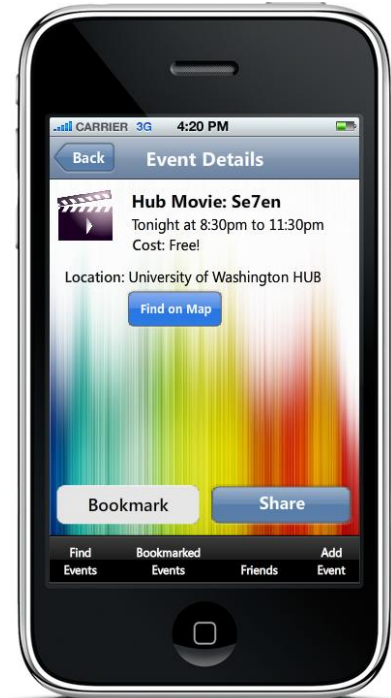 CARRIER 3G 4:20 PM
Back Event Details
Hub Movie: Se7en
Tonight at 8:30pm to 11:30pm
Cost: Free!
Location: University of Washington HUB
Find on Map
Bookmark Share
Find Events Bookmarked Events Friends Add Event